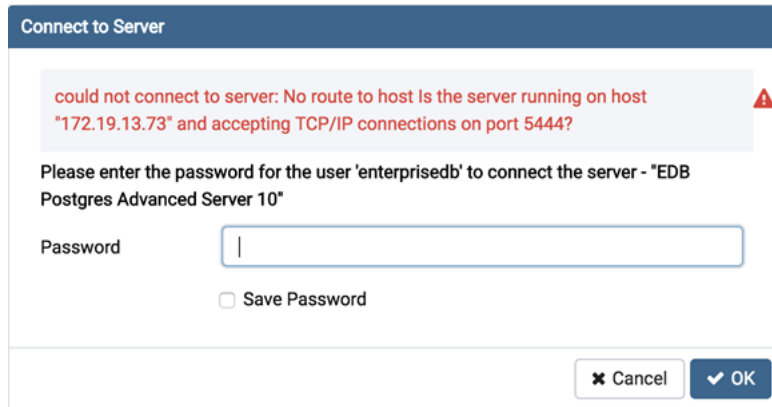 Connect to Server
could not connect to server: No route to host Is the server running on host
"172.19.13.73" and accepting TCP/IP connections on port 5444?
Please enter the password for the user 'enterprisedb' to connect the server - "EDB
Postgres Advanced Server 10"
Password
Save Password
Cancel
OK